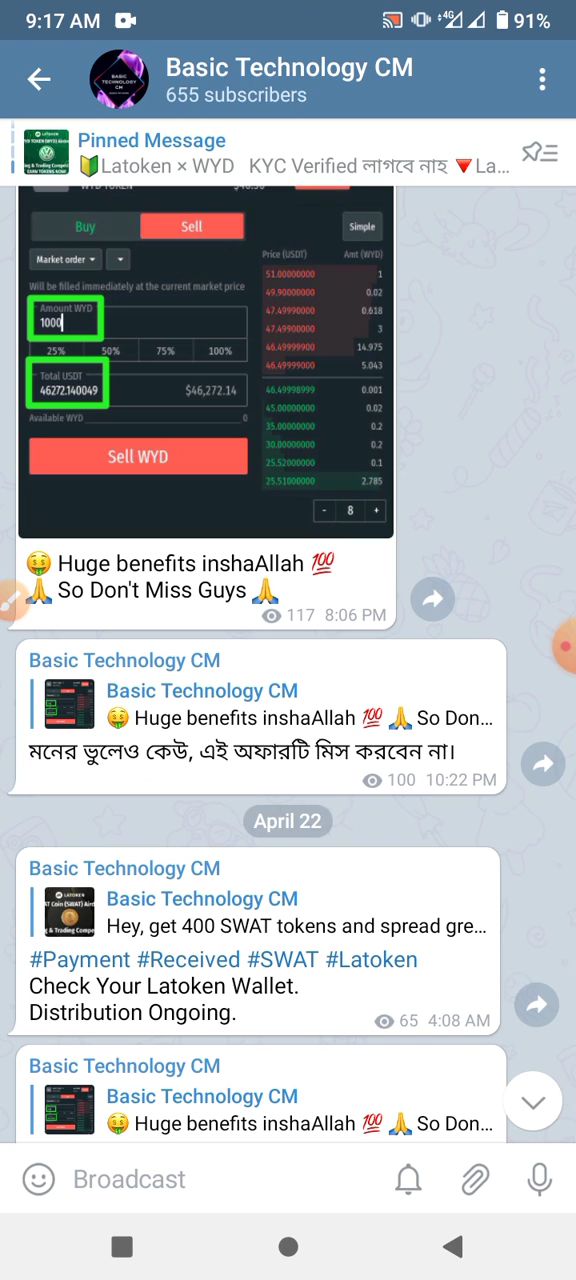 9:17 AM
4G
91%
Basic Technology CM
655 subscribers
BASIC
TECHNOLOGY
CM
Pinned Message
🔰Latoken × WYD KYC Verified লাগবে নাহ 🔻La...
LATOKEN
WYD TOKEN
Buy
Sell
Simple
Market order
Price (USDT)
Amt (WYD)
Will be filled immediately at the current market price
Amount WYD
1000
25%
50%
75%
100%
Total USDT
46272.140049
$46,272.14
Available WYD
0
Sell WYD
51.00000000 1
49.90000000 0.02
47.49990000 0.618
47.49900000 3
46.49999900 14.975
46.49999000 5.043
46.49998999 0.001
45.00000000 0.02
35.00000000 0.2
30.00000000 0.2
25.52000000 0.1
25.51000000 2.785
- 8 +
🤑 Huge benefits inshaAllah 💯
🙏 So Don't Miss Guys 🙏
117 8:06 PM
Basic Technology CM
Basic Technology CM
🤑 Huge benefits inshaAllah 💯 🙏 So Don...
মনের ভুলেও কেউ, এই অফারটি মিস করবেন না।
100 10:22 PM
April 22
Basic Technology CM
LATOKEN
Basic Technology CM
Hey, get 400 SWAT tokens and spread gre...
#Payment #Received #SWAT #Latoken
Check Your Latoken Wallet.
Distribution Ongoing.
65 4:08 AM
Basic Technology CM
Basic Technology CM
🤑 Huge benefits inshaAllah 💯 🙏 So Don...
Broadcast